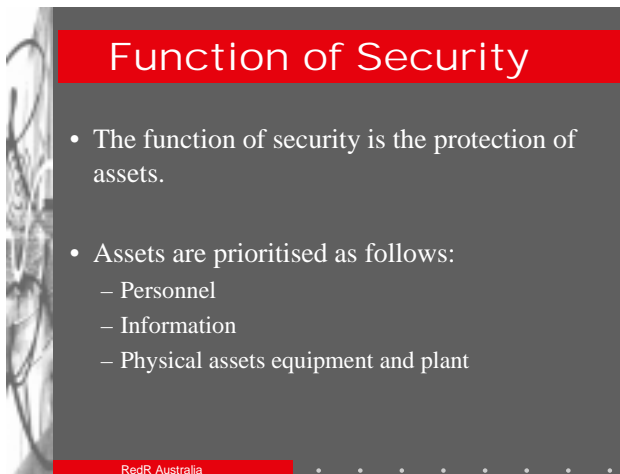 Function of Security
• The function of security is the protection of
assets.
• Assets are prioritised as follows:
– Personnel
– Information
– Physical assets equipment and plant
RedR Australia